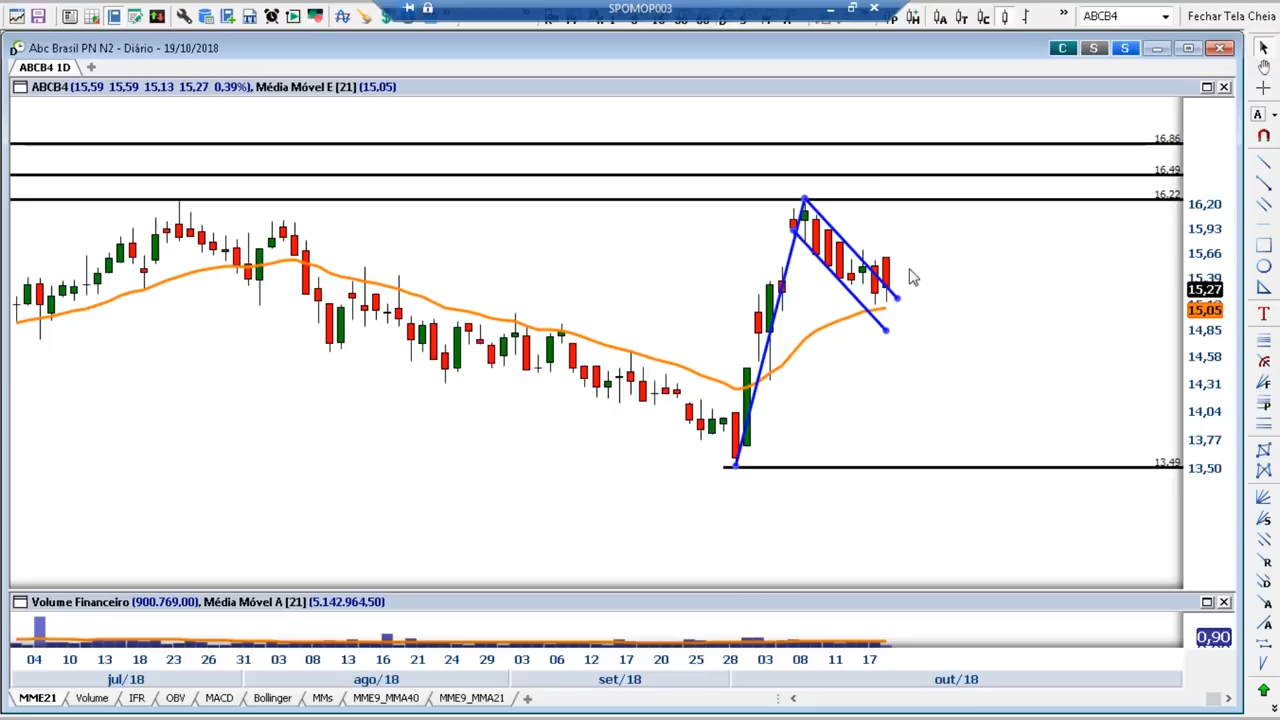 SPOMOP003
ABCB4
Fechar Tela Cheia
Abc Brasil PN N2 - Diário - 19/10/2018
C S S
ABCB4 1D
ABCB4 (15,59 15,59 15,13 15,27 0.39%), Média Móvel E [21] (15,05)
16.86
16.49
16.22
16,20
15,93
15,66
15,39
15,27
15,05
14,85
14,58
14,31
14,04
13,77
13.49
13,50
Volume Financeiro (900.769,00), Média Móvel A [21] (5.142.964,50)
0,90
04 10 13 18 23 26 31 03 08 13 16 21 24 29 03 06 12 17 20 25 28 03 08 11 17
jul/18 ago/18 set/18 out/18
MME21 Volume IFR OBV MACD Bollinger MMs MME9_MMA40 MME9_MMA21